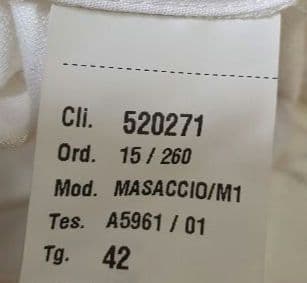 Cli. 520271
Ord. 15 / 260
Mod. MASACCIO/M1
Tes. A5961 / 01
Tg. 42